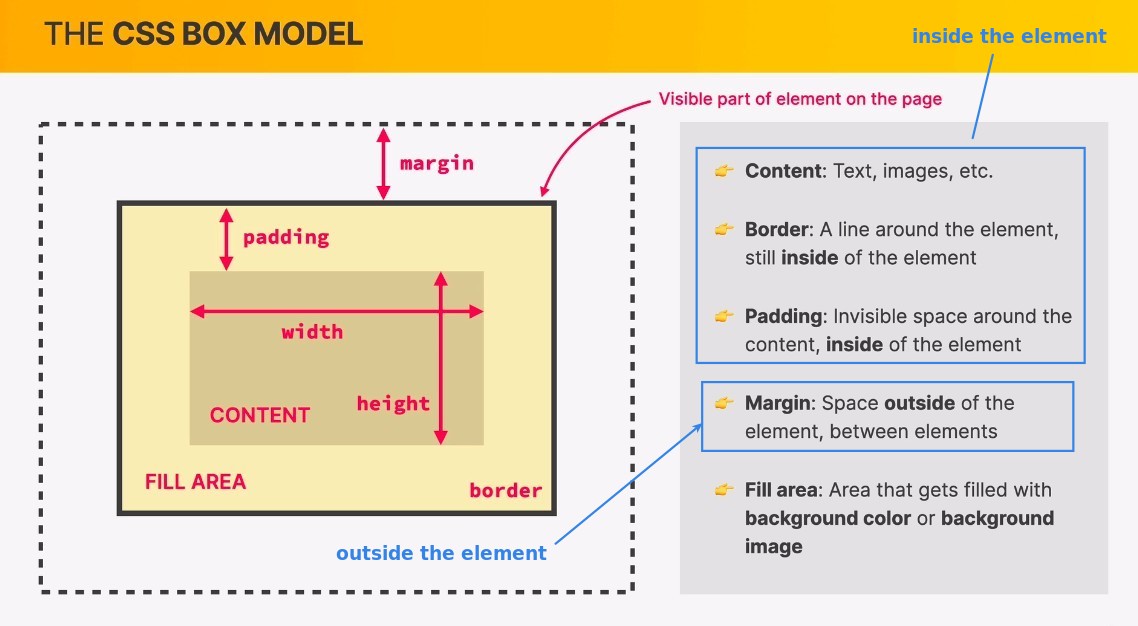 THE CSS BOX MODEL
inside the element
Visible part of element on the page
margin
padding
width
height
CONTENT
FILL AREA
border
outside the element
👉 Content: Text, images, etc.
👉 Border: A line around the element,
still inside of the element
👉 Padding: Invisible space around the
content, inside of the element
👉 Margin: Space outside of the
element, between elements
👉 Fill area: Area that gets filled with
background color or background
image